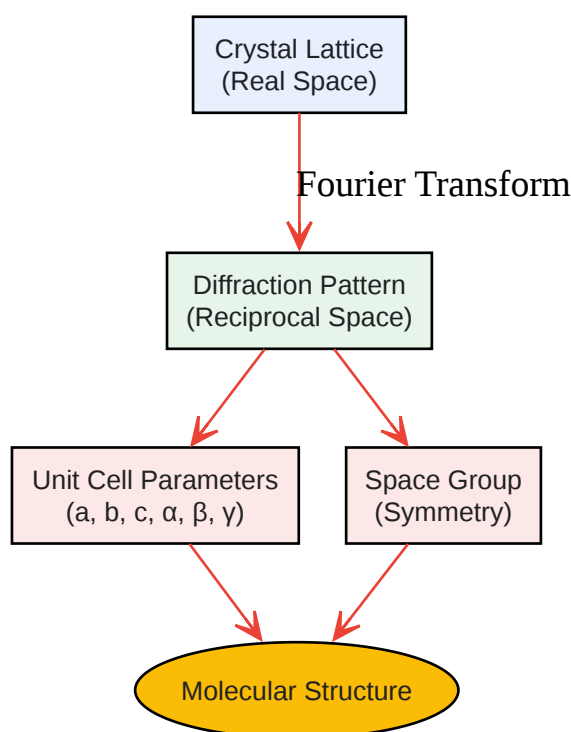 Crystal Lattice
(Real Space)
Fourier Transform
Diffraction Pattern
(Reciprocal Space)
Unit Cell Parameters
(a, b, c, α, β, γ)
Space Group
(Symmetry)
Molecular Structure